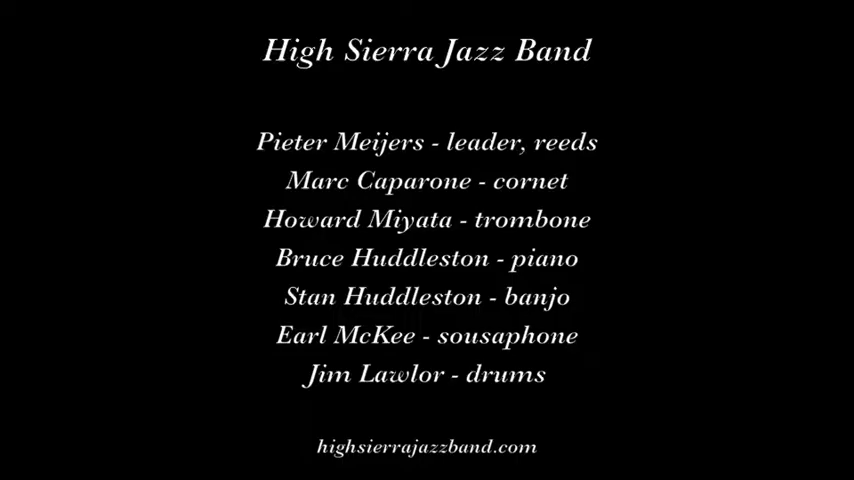 High Sierra Jazz Band
Pieter Meijers - leader, reeds
Marc Caparone - cornet
Howard Miyata - trombone
Bruce Huddleston - piano
Stan Huddleston - banjo
Earl McKee - sousaphone
Jim Lawlor - drums
highsierrajazzband.com